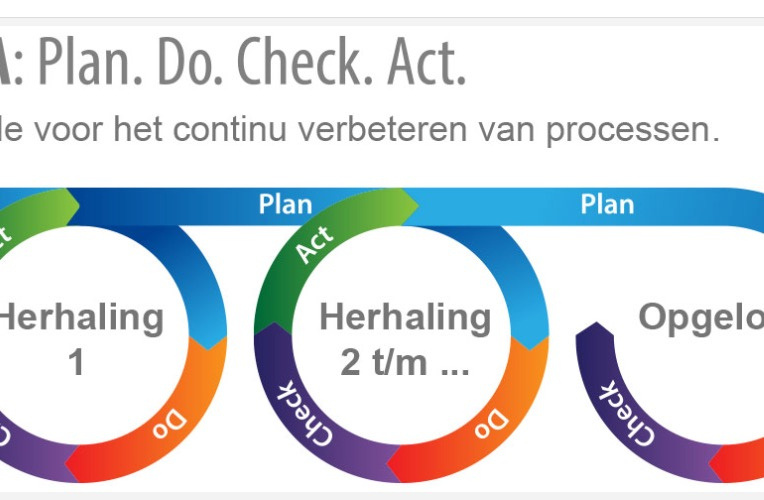 A: Plan. Do. Check. Act.
le voor het continu verbeteren van processen.
Plan
Plan
Act
Herhaling
1
Herhaling
2 t/m ...
Opgelo
Do
Check
Do
Check